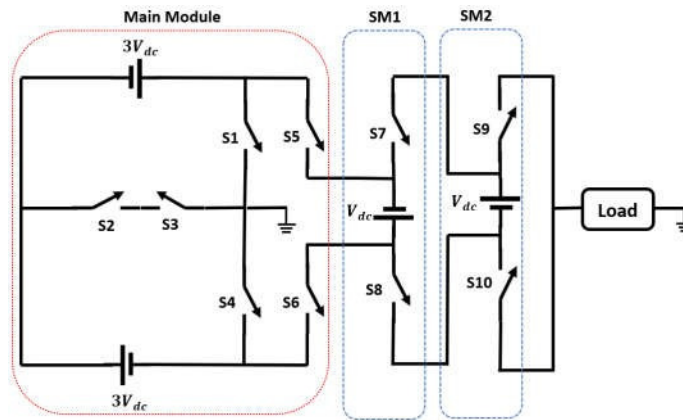 Main Module
SM1
SM2
3V_dc
S1
S5
S7
S9
S2
S3
V_dc
V_dc
Load
S4
S6
S8
S10
3V_dc